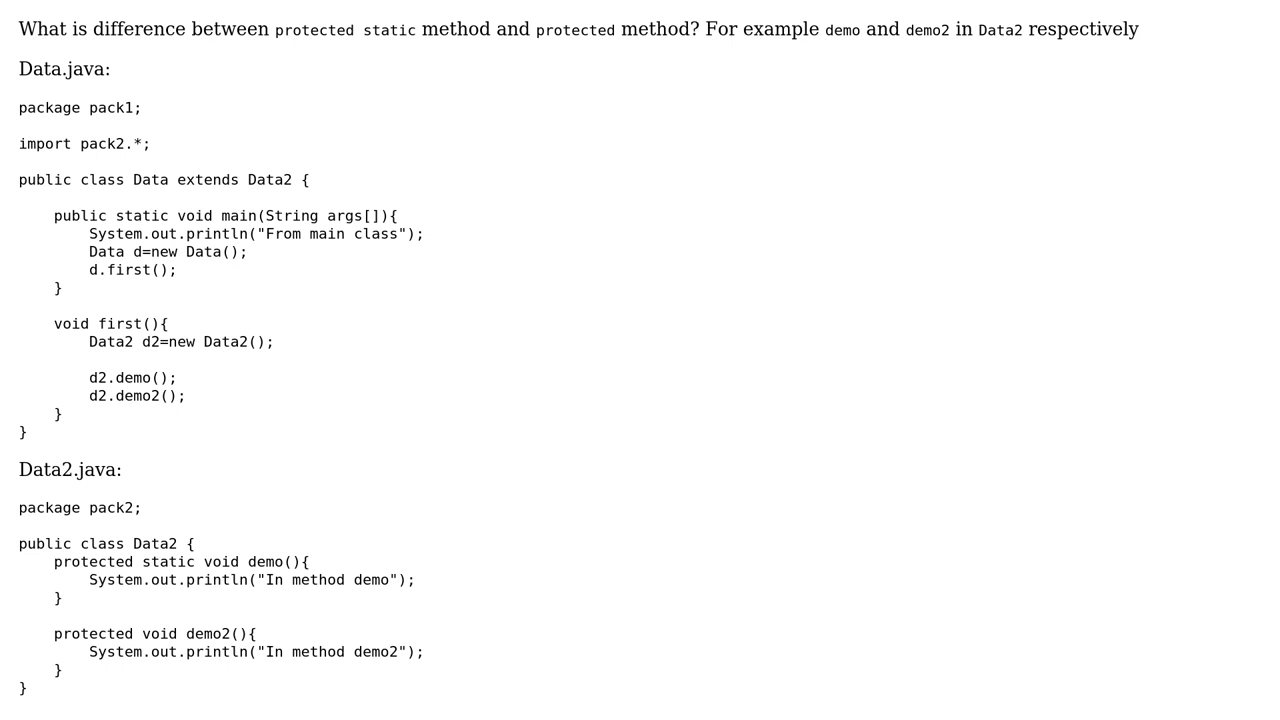 What is difference between protected static method and protected method? For example demo and demo2 in Data2 respectively
Data.java:
package pack1;
import pack2.*;
public class Data extends Data2 {
    public static void main(String args[]){
        System.out.println("From main class");
        Data d=new Data();
        d.first();
    }
    void first(){
        Data2 d2=new Data2();
        d2.demo();
        d2.demo2();
    }
}
Data2.java:
package pack2;
public class Data2 {
    protected static void demo(){
        System.out.println("In method demo");
    }
    protected void demo2(){
        System.out.println("In method demo2");
    }
}